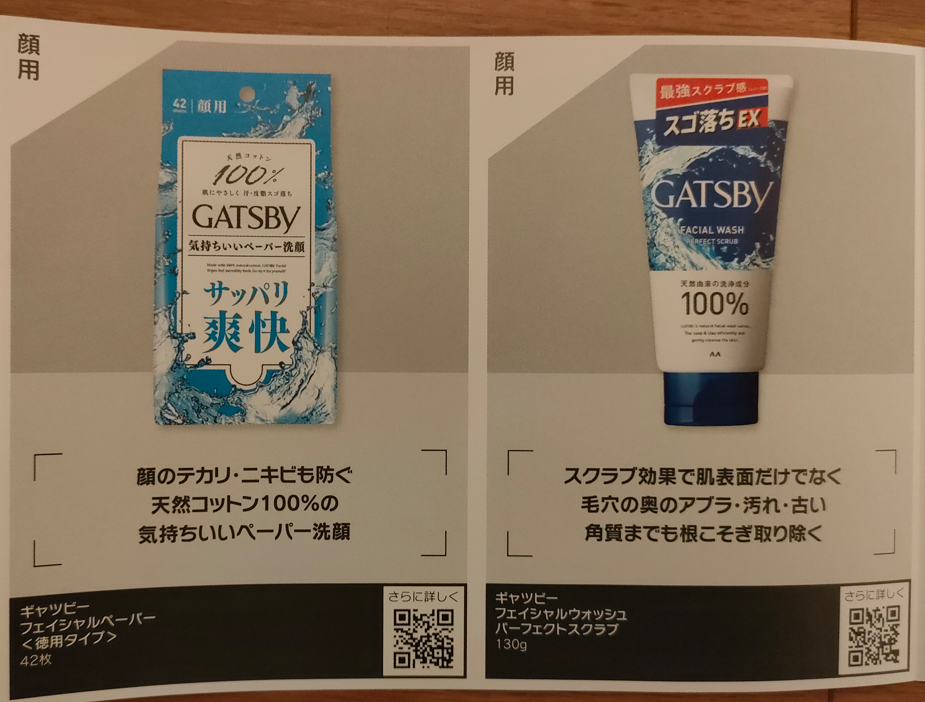 顔用
42
顔用
天然コットン
100%
肌にやさしく 汗・皮脂スゴ落ち
GATSBY
気持ちいいペーパー洗顔
サッパリ
爽快
顔のテカリ・ニキビも防ぐ
天然コットン100%の
気持ちいいペーパー洗顔
ギャツビー
フェイシャルペーパー
<徳用タイプ>
42枚
さらに詳しく
顔用
最強スクラブ感
スゴ落ちEX
GATSBY
FACIAL WASH
PERFECT SCRUB
天然由来の洗浄成分
100%
スクラブ効果で肌表面だけでなく
毛穴の奥のアブラ・汚れ・古い
角質までも根こそぎ取り除く
ギャツビー
フェイシャルウォッシュ
パーフェクトスクラブ
130g
さらに詳しく